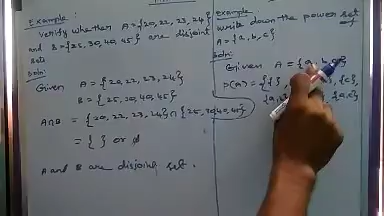 Example:
Verify whether A = {20, 22, 23, 24}
and B = {25, 30, 40, 45} are disjoint
sets
Soln:
Given A = {20, 22, 23, 24}
B = {25, 30, 40, 45}
A∩B = {20, 22, 23, 24} ∩ {25, 30, 40, 45}
= { } or ∅
A and B are disjoint set.
Example:
write down the power set of
A = {a, b, c}
Soln:
Given A =
P(a) = {{ }, {c},
{a, c}